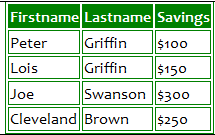 Firstname Lastname Savings
Peter Griffin $100
Lois Griffin $150
Joe Swanson $300
Cleveland Brown $250